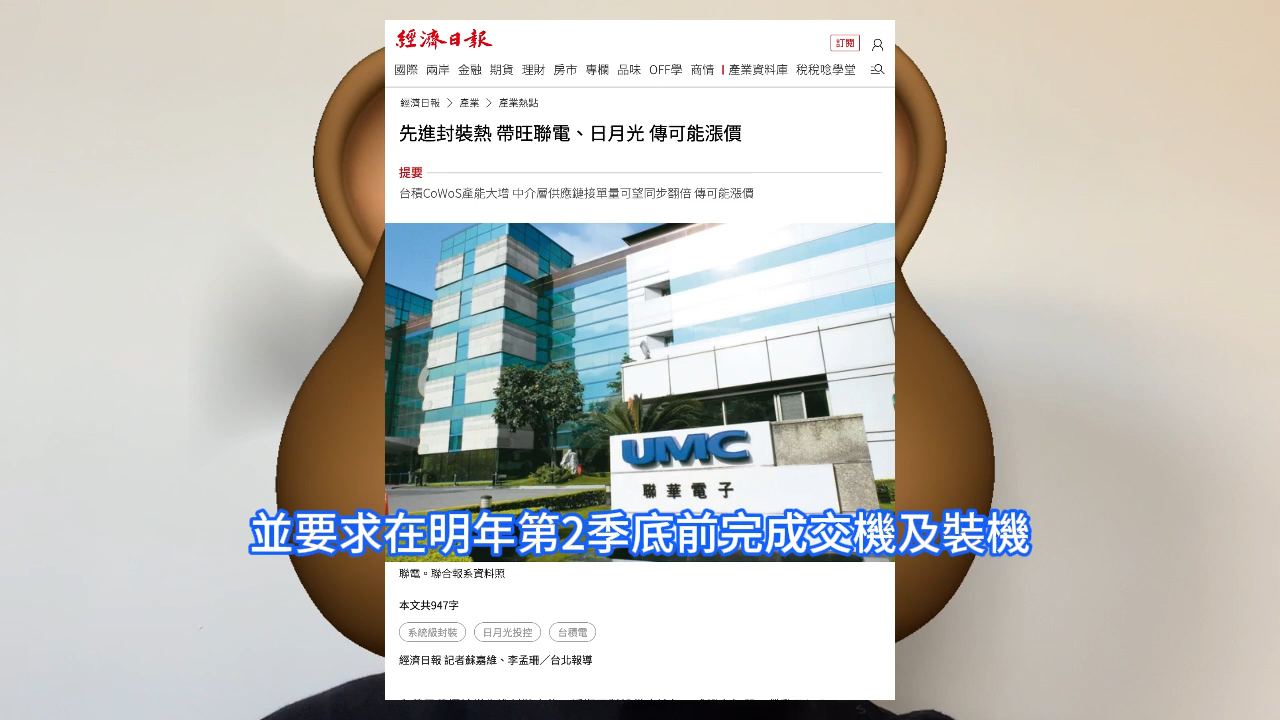 經濟日報
訂閱
國際 兩岸 金融 期貨 理財 房市 專欄 品味 OFF學 商情 產業資料庫 稅稅唸學堂
經濟日報 > 產業 > 產業熱點
先進封裝熱 帶旺聯電、日月光 傳可能漲價
提要
台積CoWoS產能大增 中介層供應鏈接單量可望同步翻倍 傳可能漲價
UMC
聯華電子
並要求在明年第2季底前完成交機及裝機
聯電。聯合報系資料照
本文共947字
系統級封裝 日月光投控 台積電
經濟日報 記者蘇嘉維、李孟珊／台北報導